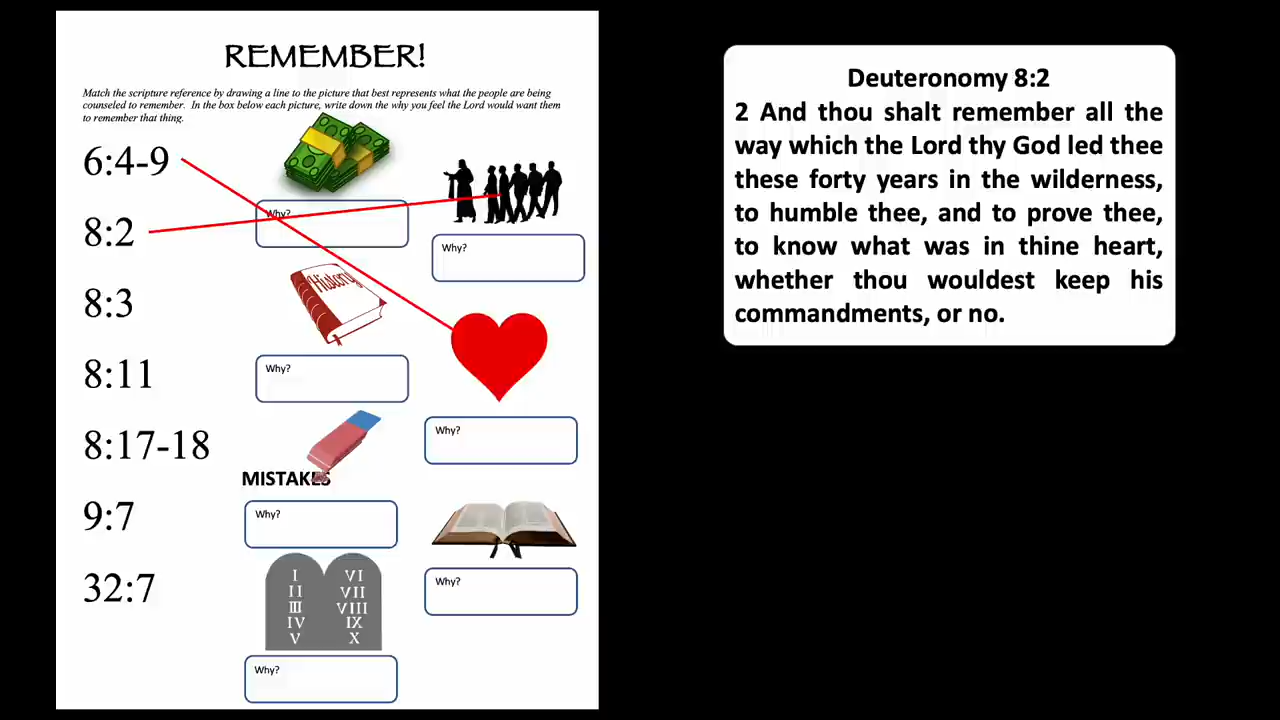 REMEMBER!
Match the scripture reference by drawing a line to the picture that best represents what the people are being
counseled to remember. In the box below each picture, write down the why you feel the Lord would want them
to remember that thing.
6:4-9
8:2
8:3
8:11
8:17-18
9:7
32:7
Why?
Why?
History
Why?
Why?
MISTAKES
Why?
Why?
I VI
II VII
III VIII
IV IX
V X
Why?
Deuteronomy 8:2
2 And thou shalt remember all the
way which the Lord thy God led thee
these forty years in the wilderness,
to humble thee, and to prove thee,
to know what was in thine heart,
whether thou wouldest keep his
commandments, or no.